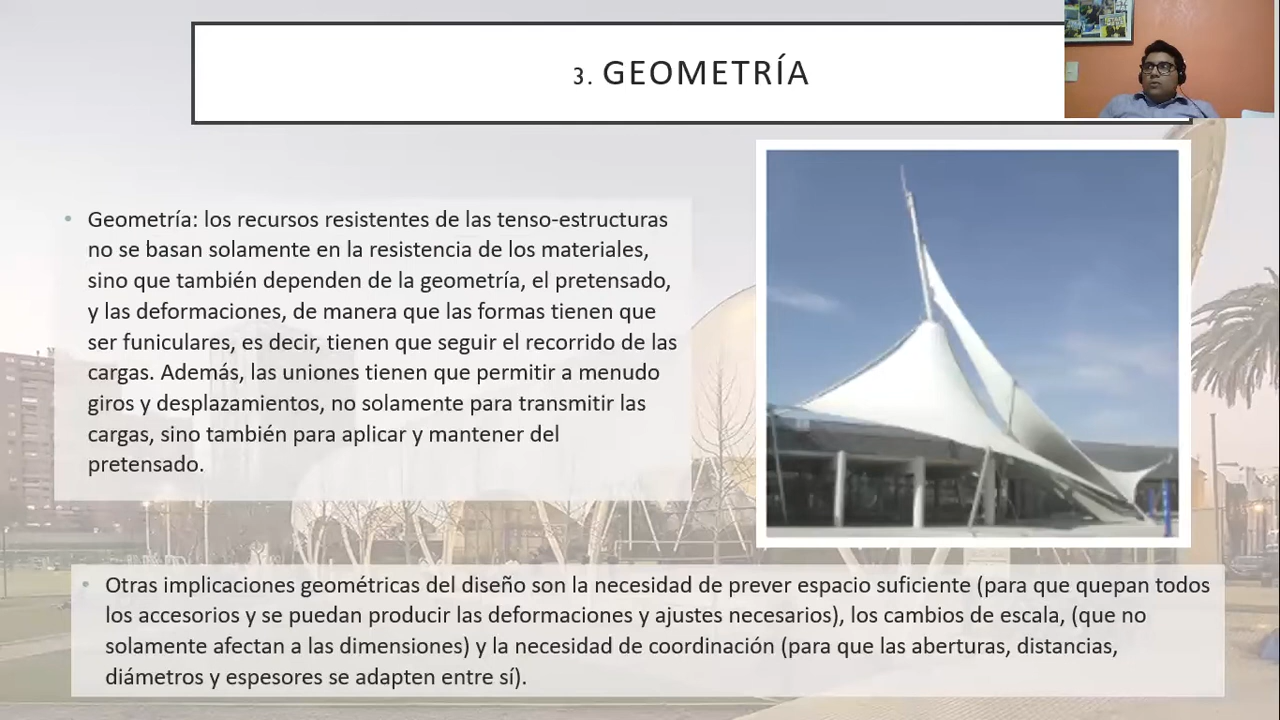 3. GEOMETRÍA
• Geometría: los recursos resistentes de las tenso-estructuras
no se basan solamente en la resistencia de los materiales,
sino que también dependen de la geometría, el pretensado,
y las deformaciones, de manera que las formas tienen que
ser funiculares, es decir, tienen que seguir el recorrido de las
cargas. Además, las uniones tienen que permitir a menudo
giros y desplazamientos, no solamente para transmitir las
cargas, sino también para aplicar y mantener del
pretensado.
• Otras implicaciones geométricas del diseño son la necesidad de prever espacio suficiente (para que quepan todos
los accesorios y se puedan producir las deformaciones y ajustes necesarios), los cambios de escala, (que no
solamente afectan a las dimensiones) y la necesidad de coordinación (para que las aberturas, distancias,
diámetros y espesores se adapten entre sí).